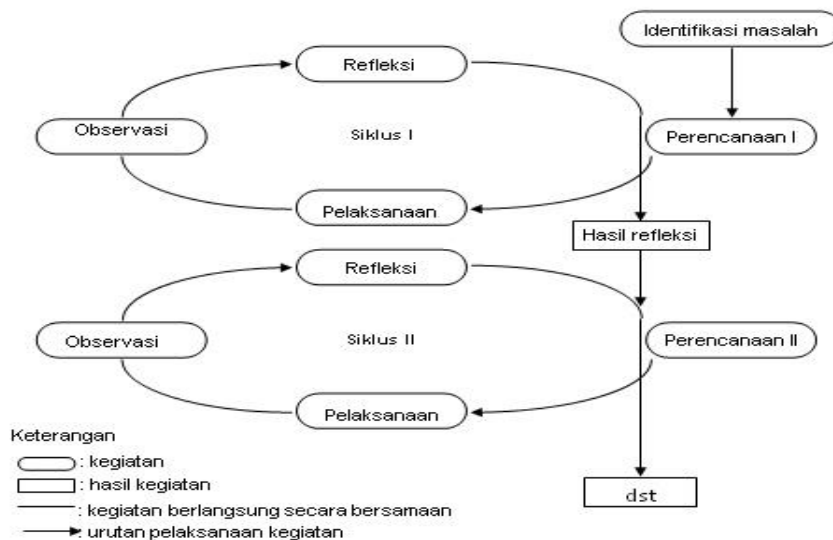 Identifikasi masalah
Refleksi
Observasi
Siklus I
Perencanaan I
Pelaksanaan
Hasil refleksi
Refleksi
Observasi
Siklus II
Perencanaan II
Pelaksanaan
Keterangan
: kegiatan
: hasil kegiatan
: kegiatan berlangsung secara bersamaan
: urutan pelaksanaan kegiatan
dst